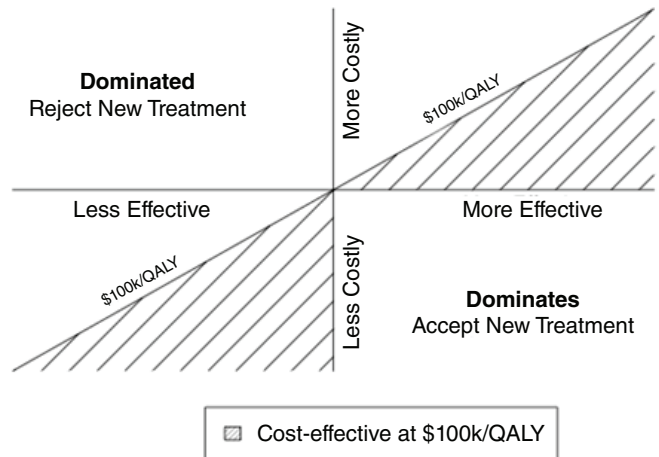 Dominated
Reject New Treatment
More Costly
$100k/QALY
Less Effective
More Effective
$100k/QALY
Less Costly
Dominates
Accept New Treatment
Cost-effective at $100k/QALY